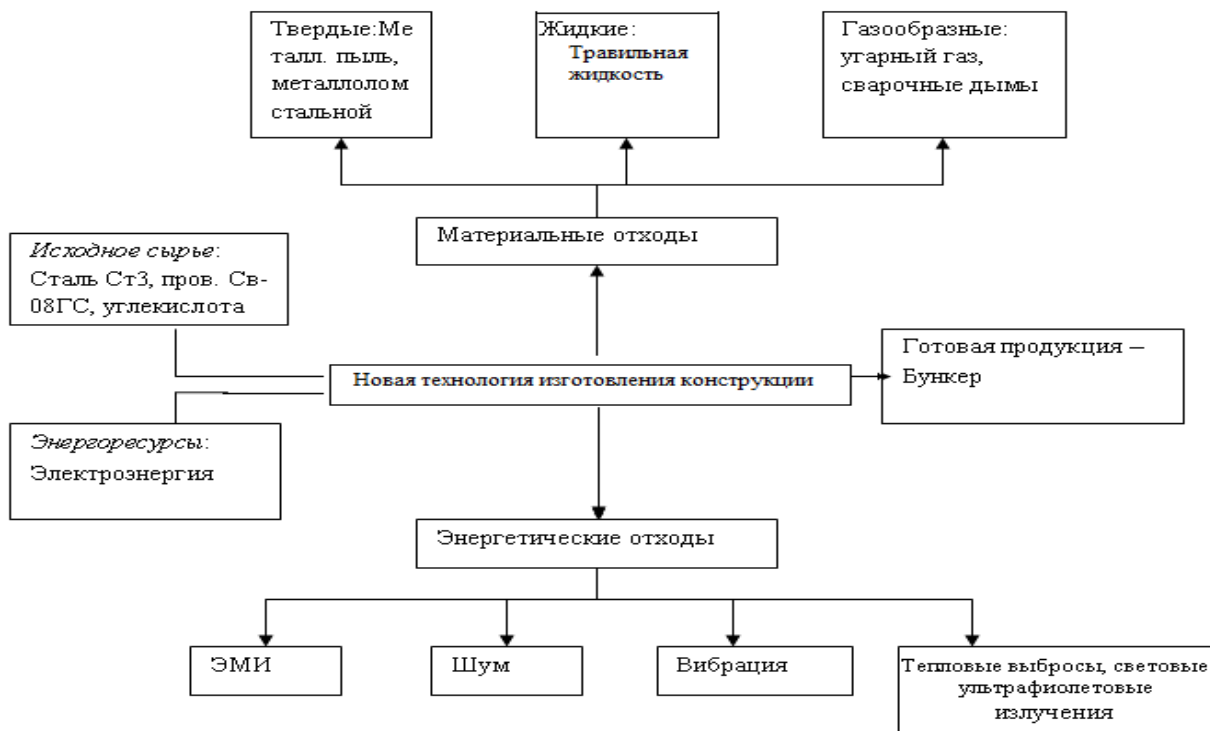 Твердые:Ме
талл. пыль,
металлолом
стальной
Жидкие:
Травильная
жидкость
Газообразные:
угарный газ,
сварочные дымы
Материальные отходы
Исходное сырье:
Сталь Ст3, пров. Св-
08ГС, углекислота
Новая технология изготовления конструкции
Готовая продукция –
Бункер
Энергоресурсы:
Электроэнергия
Энергетические отходы
ЭМИ
Шум
Вибрация
Тепловые выбросы, световые
ультрафиолетовые
излучения